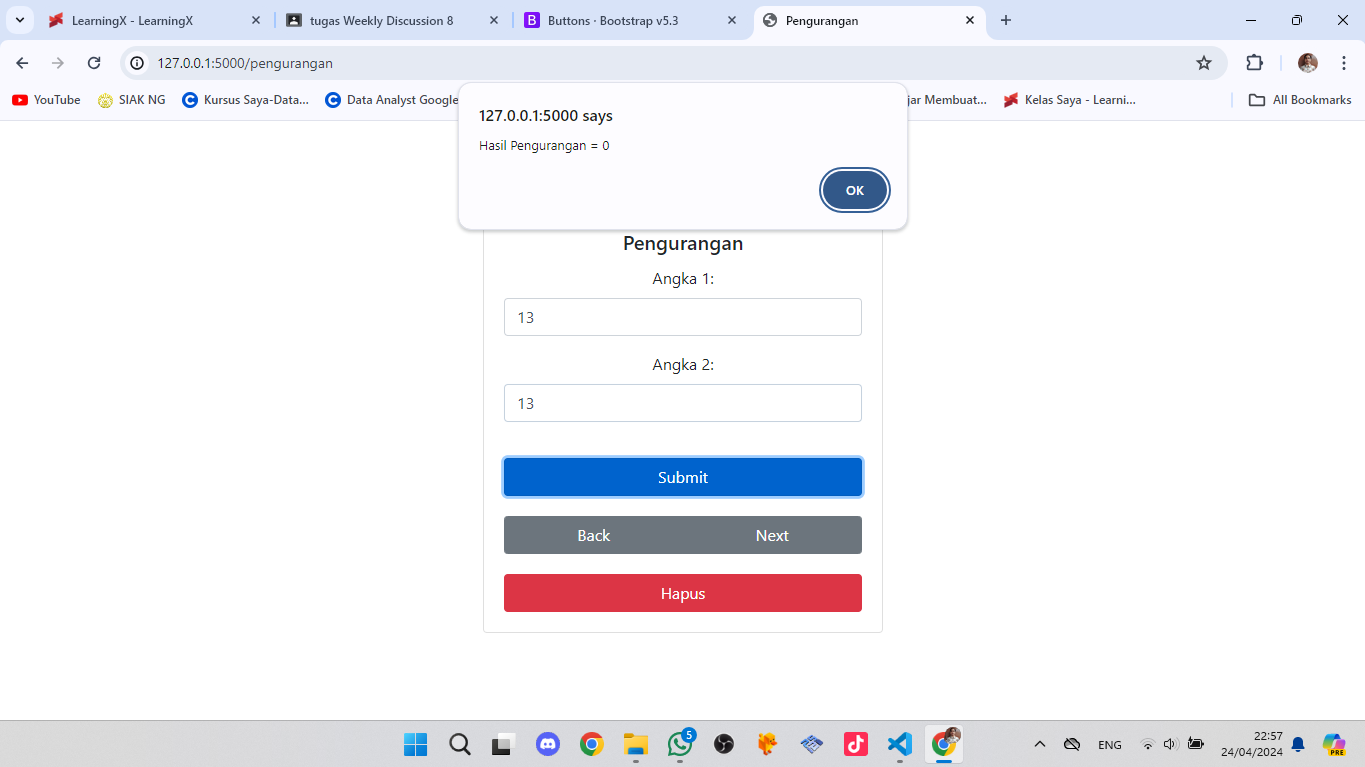 LearningX - LearningX
tugas Weekly Discussion 8
B Buttons · Bootstrap v5.3
Pengurangan
127.0.0.1:5000/pengurangan
YouTube
SIAK NG
C Kursus Saya-Data...
C Data Analyst Google
jar Membuat...
Kelas Saya - Learni...
All Bookmarks
127.0.0.1:5000 says
Hasil Pengurangan = 0
OK
Pengurangan
Angka 1:
13
Angka 2:
13
Submit
Back Next
Hapus
5
ENG
22:57
24/04/2024
PRE